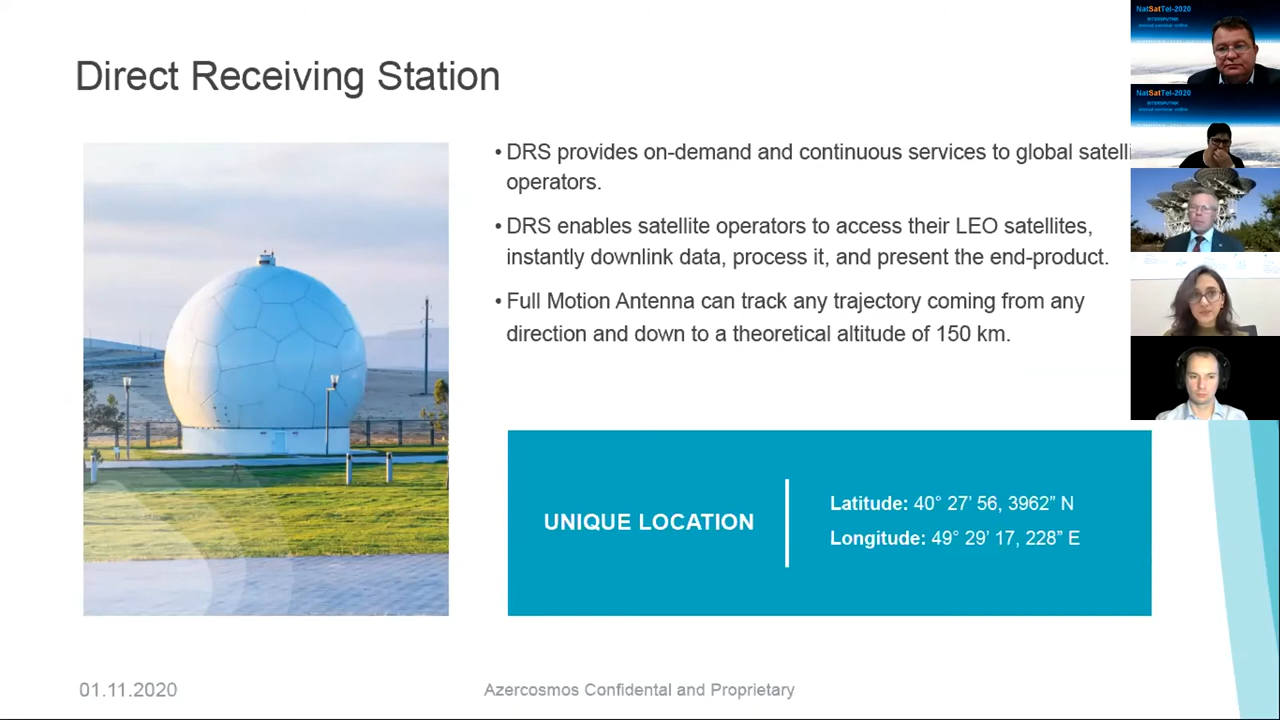 Direct Receiving Station
• DRS provides on-demand and continuous services to global satelli
operators.
• DRS enables satellite operators to access their LEO satellites,
instantly downlink data, process it, and present the end-product.
• Full Motion Antenna can track any trajectory coming from any
direction and down to a theoretical altitude of 150 km.
UNIQUE LOCATION
Latitude: 40° 27’ 56, 3962” N
Longitude: 49° 29’ 17, 228” E
01.11.2020
Azercosmos Confidental and Proprietary
NatSatTel-2020
INTERSPUTNIK
annual seminar online
NatSatTel-2020
INTERSPUTNIK
annual seminar online